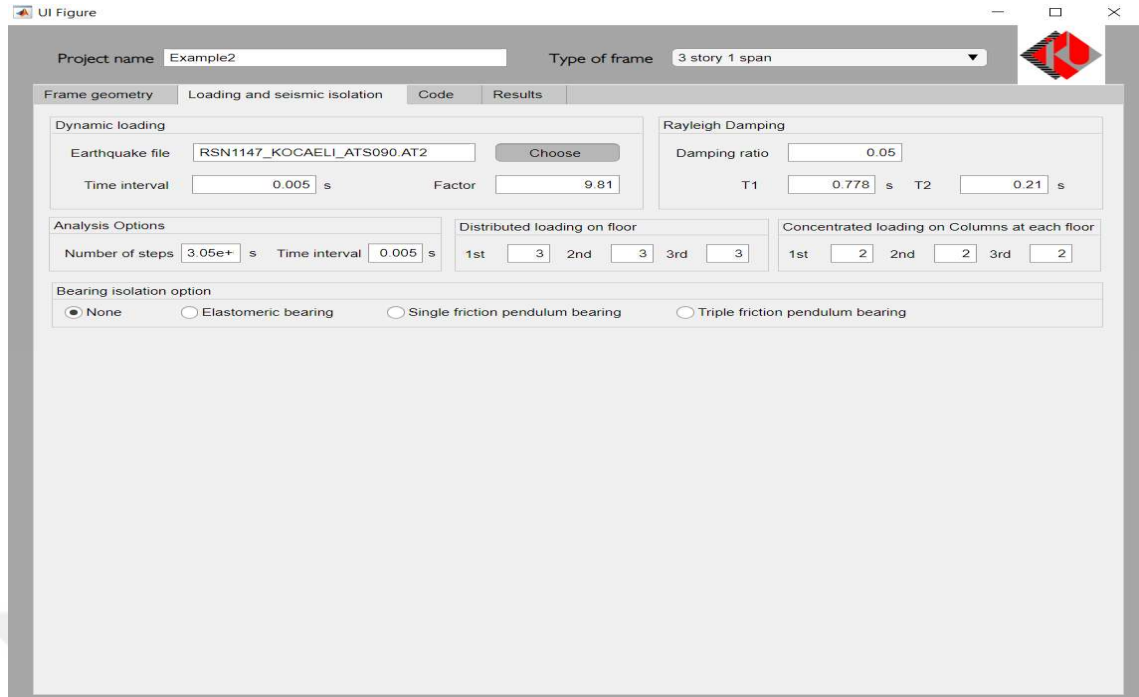 UI Figure
Project name Example2 Type of frame 3 story 1 span
Frame geometry Loading and seismic isolation Code Results
Dynamic loading
Earthquake file RSN1147_KOCAELI_ATS090.AT2 Choose
Time interval 0.005 s Factor 9.81
Rayleigh Damping
Damping ratio 0.05
T1 0.778 s T2 0.21 s
Analysis Options
Number of steps 3.05e+ s Time interval 0.005 s
Distributed loading on floor
1st 3 2nd 3 3rd 3
Concentrated loading on Columns at each floor
1st 2 2nd 2 3rd 2
Bearing isolation option
None Elastomeric bearing Single friction pendulum bearing Triple friction pendulum bearing